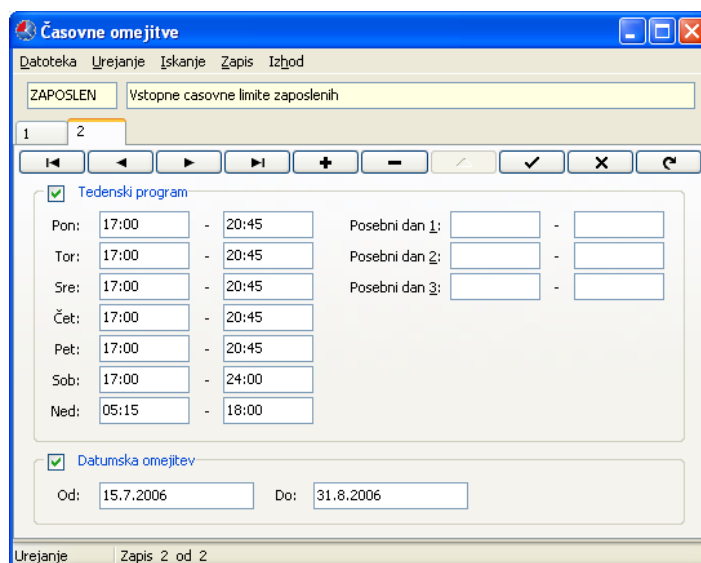 Časovne omejitve
Datoteka Urejanje Iskanje Zapis Izhod
ZAPOSLEN Vstopne časovne limite zaposlenih
1 2
Tedenski program
Pon: 17:00 - 20:45 Posebni dan 1: -
Tor: 17:00 - 20:45 Posebni dan 2: -
Sre: 17:00 - 20:45 Posebni dan 3: -
Čet: 17:00 - 20:45
Pet: 17:00 - 20:45
Sob: 17:00 - 24:00
Ned: 05:15 - 18:00
Datumska omejitev
Od: 15.7.2006 Do: 31.8.2006
Urejanje Zapis 2 od 2